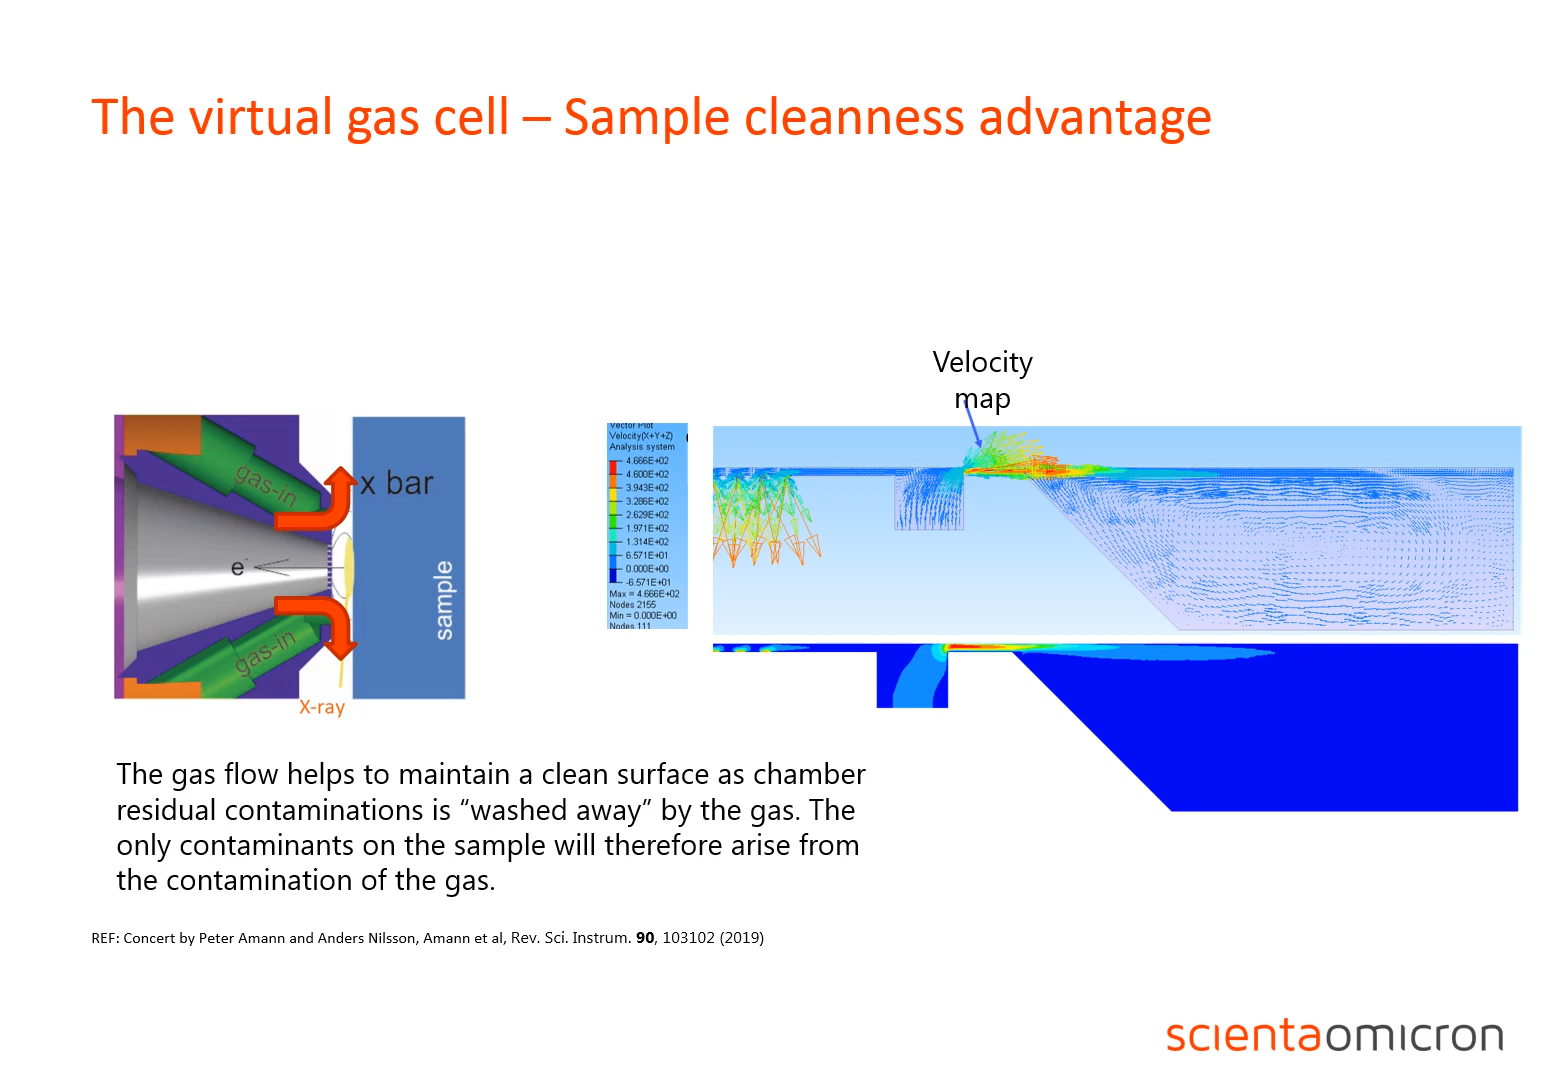 The virtual gas cell – Sample cleanness advantage
Velocity
map
gas-in
x bar
e-
sample
gas-in
X-ray
Vector Plot
Velocity(X+Y+Z)
Analysis system
4.666E+02
4.600E+02
3.943E+02
3.286E+02
2.629E+02
1.971E+02
1.314E+02
6.571E+01
0.000E+00
-6.571E+01
Max = 4.666E+02
Nodes 2155
Min = 0.000E+00
Nodes 111
The gas flow helps to maintain a clean surface as chamber
residual contaminations is “washed away” by the gas. The
only contaminants on the sample will therefore arise from
the contamination of the gas.
REF: Concert by Peter Amann and Anders Nilsson, Amann et al, Rev. Sci. Instrum. 90, 103102 (2019)
scientaomicron